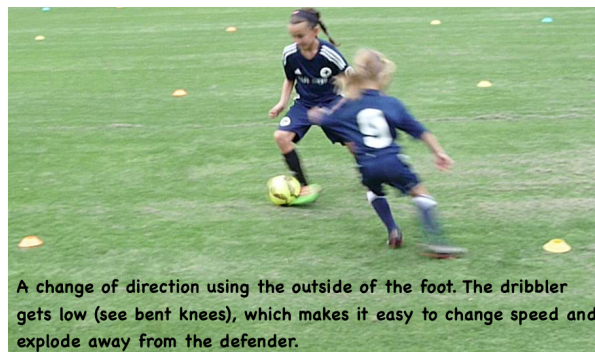 9
A change of direction using the outside of the foot. The dribbler
gets low (see bent knees), which makes it easy to change speed and
explode away from the defender.